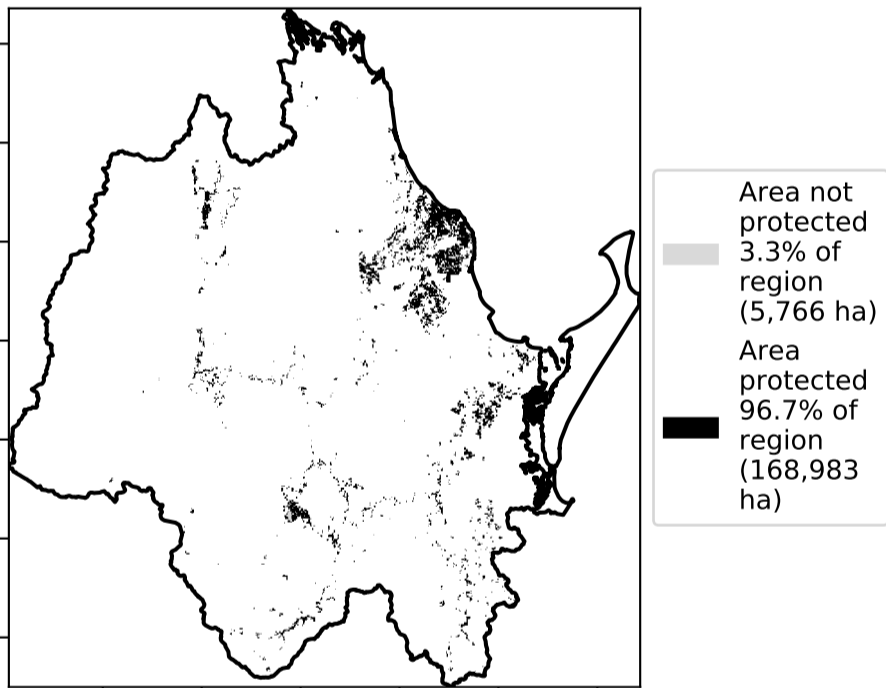 Area not
protected
3.3% of
region
(5,766 ha)
Area
protected
96.7% of
region
(168,983
ha)